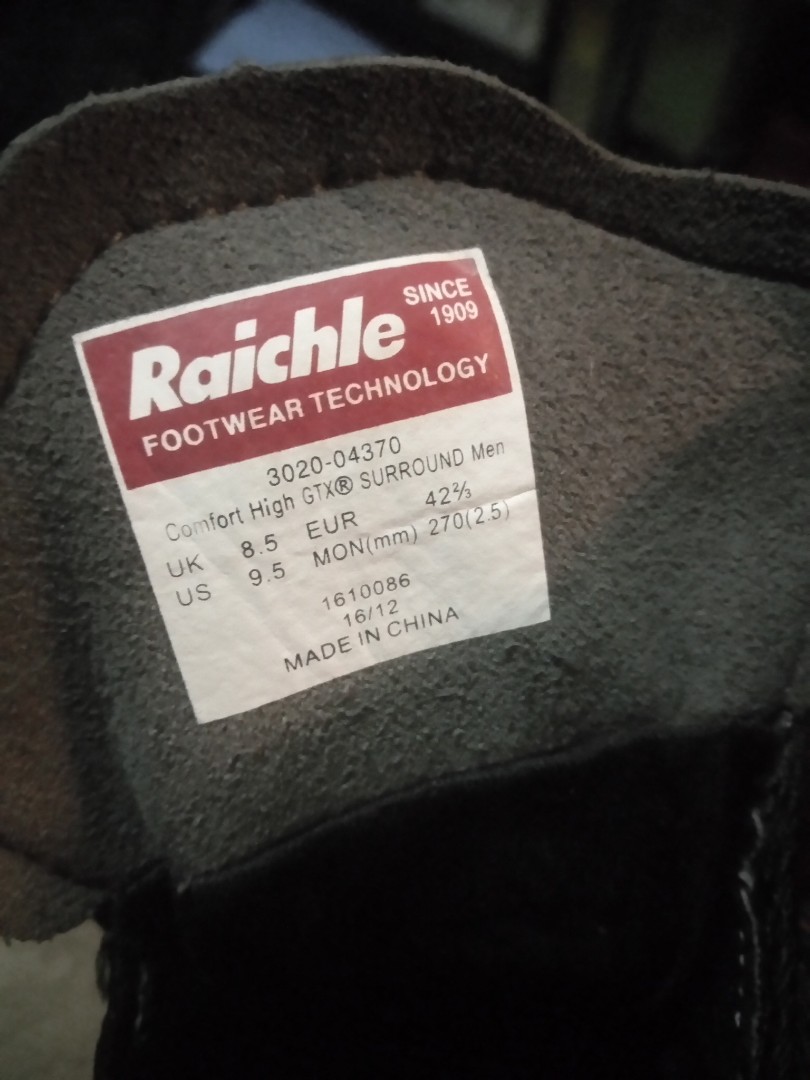 Raichle
SINCE
1909
FOOTWEAR TECHNOLOGY
3020-04370
Comfort High GTX® SURROUND Men
UK 8.5 EUR 42⅔
US 9.5 MON(mm) 270(2.5)
1610086
16/12
MADE IN CHINA